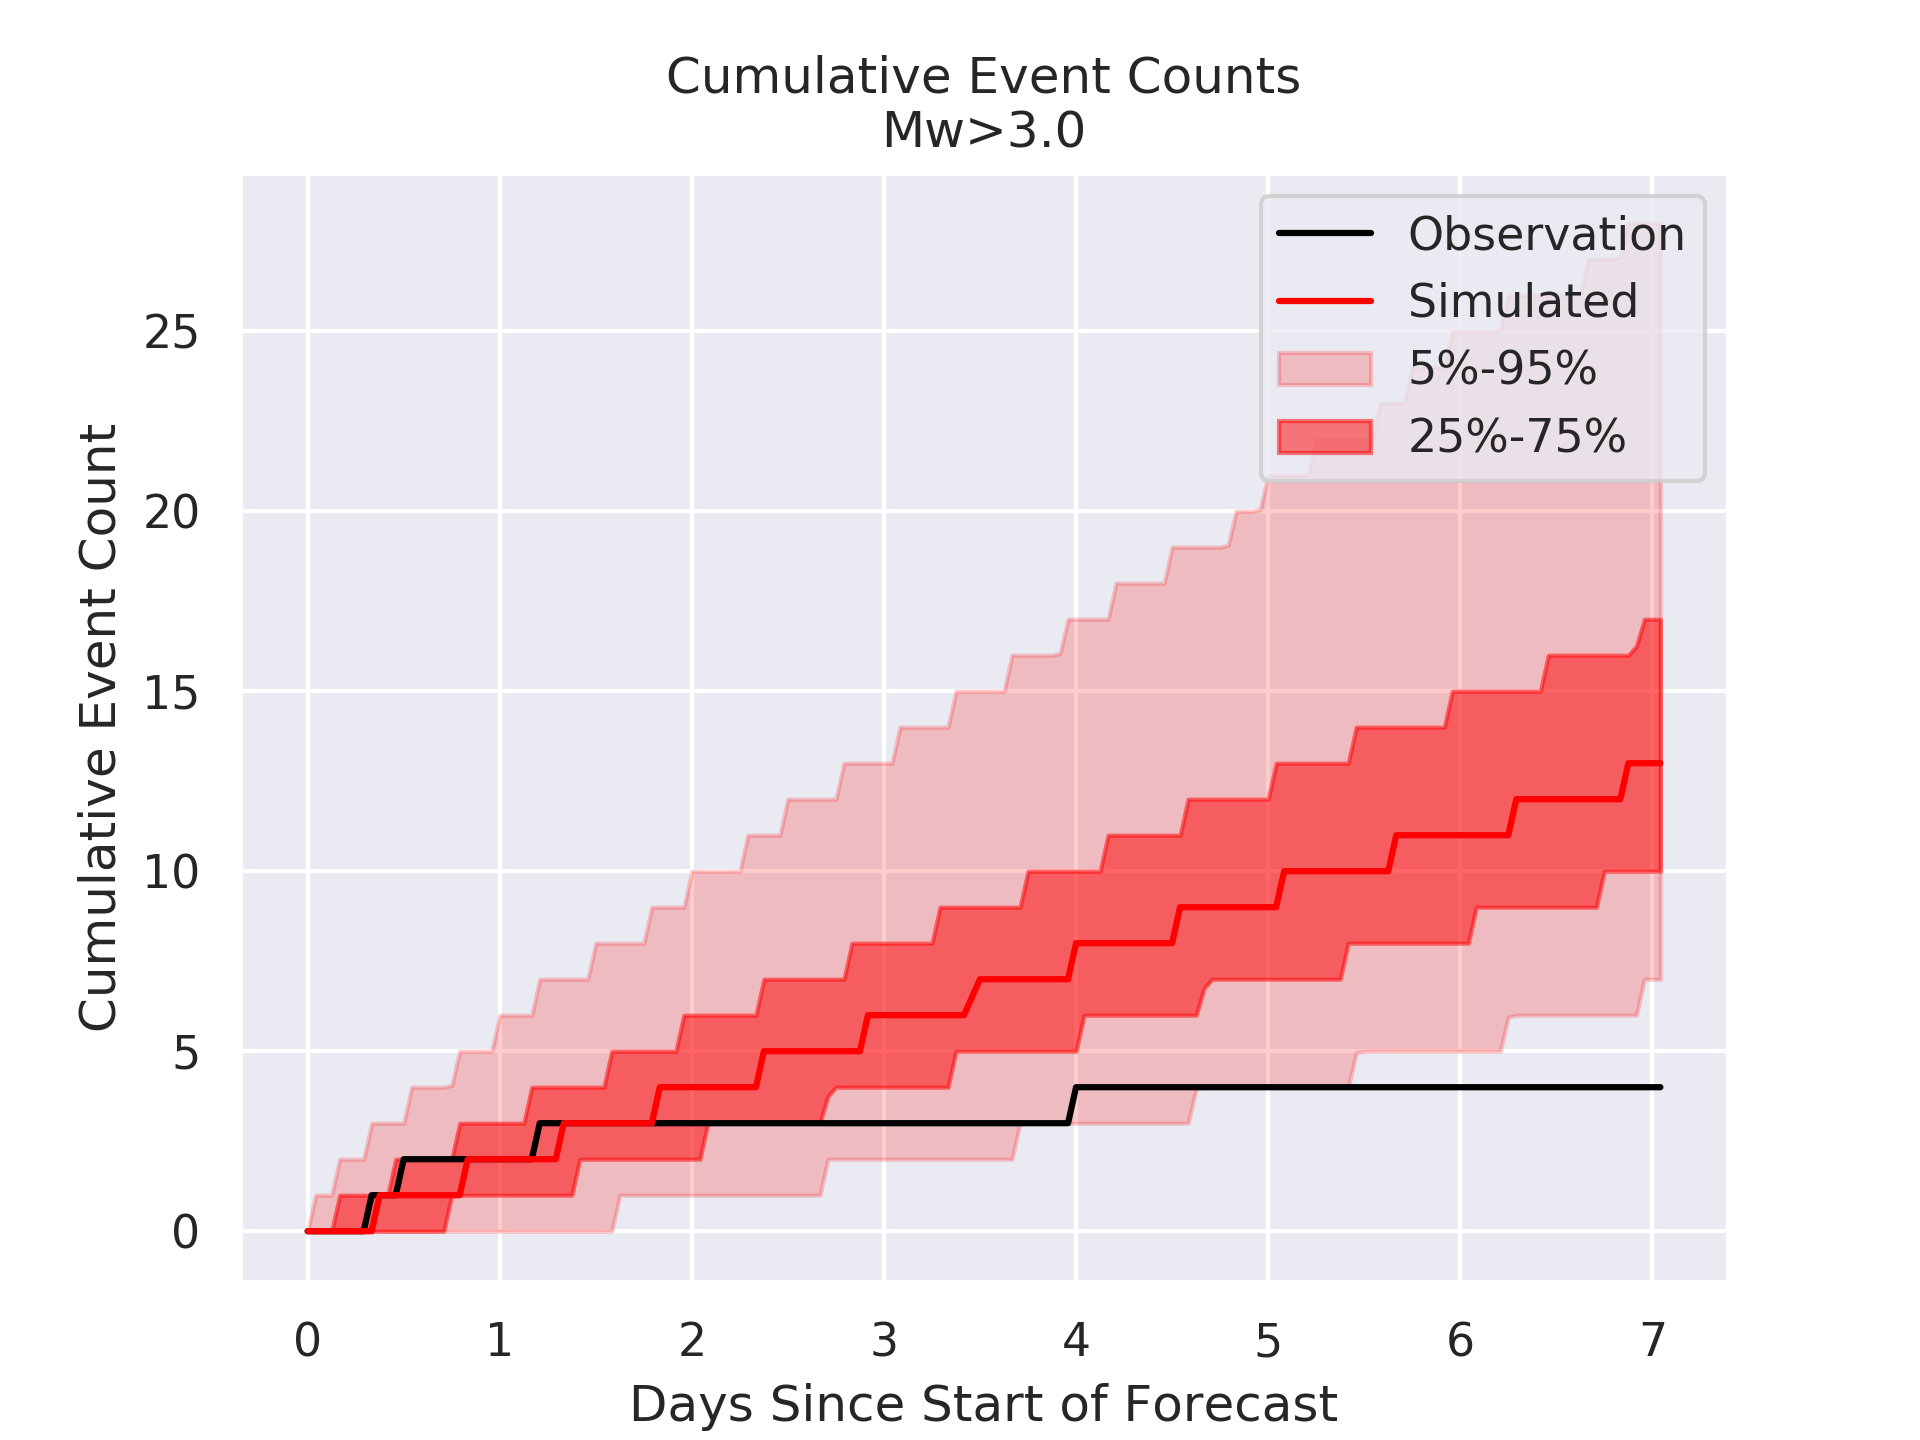 Cumulative Event Counts
Mw>3.0
Observation
Simulated
5%-95%
25%-75%
Cumulative Event Count
25
20
15
10
5
0
0 1 2 3 4 5 6 7
Days Since Start of Forecast